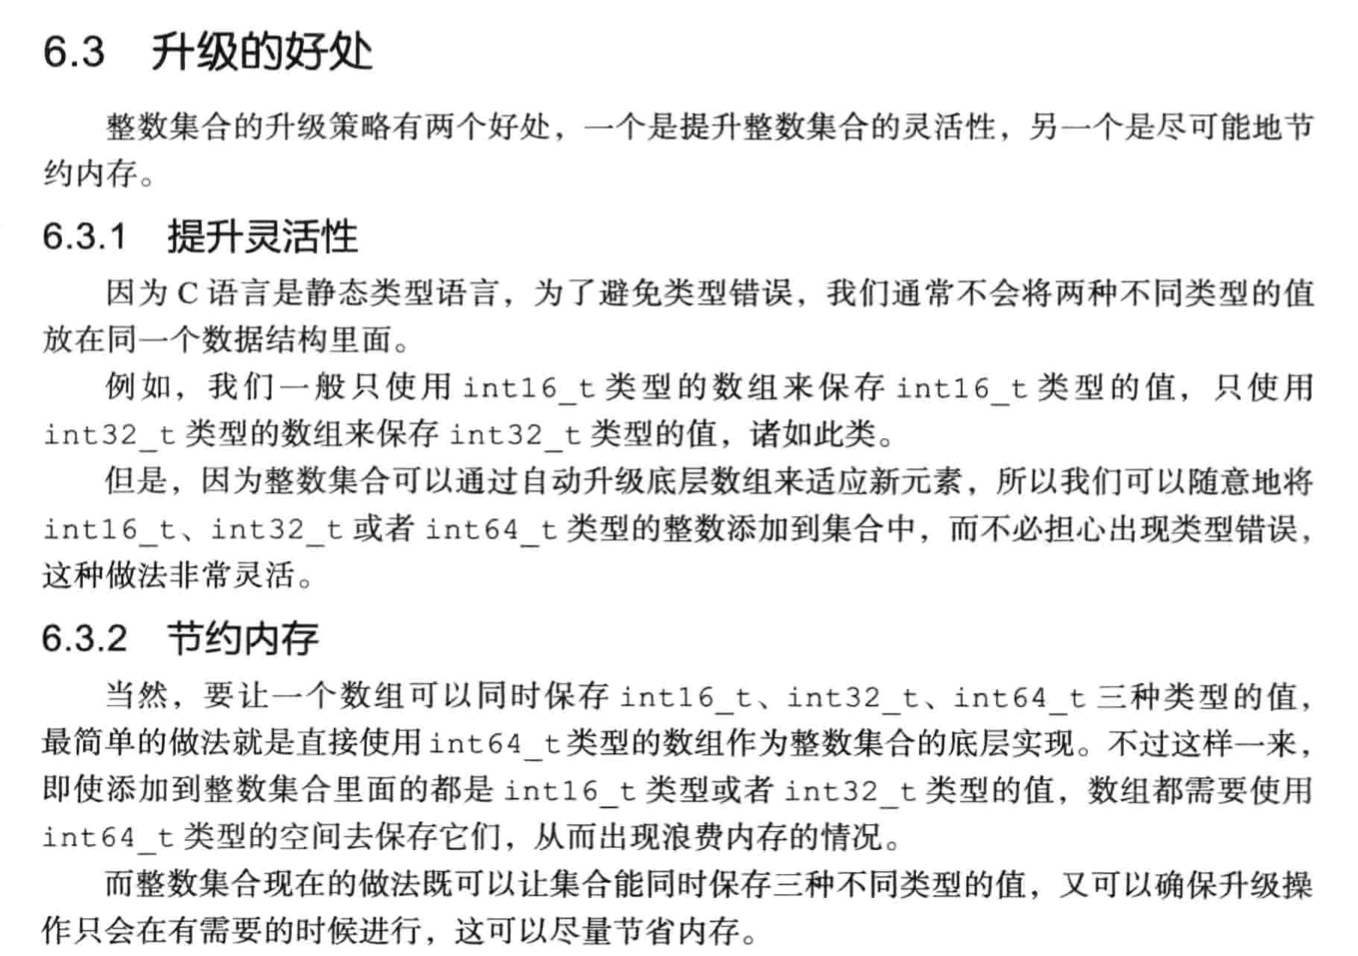 6.3 升级的好处
整数集合的升级策略有两个好处，一个是提升整数集合的灵活性，另一个是尽可能地节
约内存。
6.3.1 提升灵活性
因为 C 语言是静态类型语言，为了避免类型错误，我们通常不会将两种不同类型的值
放在同一个数据结构里面。
例如，我们一般只使用 int16_t 类型的数组来保存 int16_t 类型的值，只使用
int32_t 类型的数组来保存 int32_t 类型的值，诸如此类。
但是，因为整数集合可以通过自动升级底层数组来适应新元素，所以我们可以随意地将
int16_t、int32_t 或者 int64_t 类型的整数添加到集合中，而不必担心出现类型错误，
这种做法非常灵活。
6.3.2 节约内存
当然，要让一个数组可以同时保存 int16_t、int32_t、int64_t 三种类型的值，
最简单的做法就是直接使用 int64_t 类型的数组作为整数集合的底层实现。不过这样一来，
即使添加到整数集合里面的都是 int16_t 类型或者 int32_t 类型的值，数组都需要使用
int64_t 类型的空间去保存它们，从而出现浪费内存的情况。
而整数集合现在的做法既可以让集合能同时保存三种不同类型的值，又可以确保升级操
作只会在有需要的时候进行，这可以尽量节省内存。